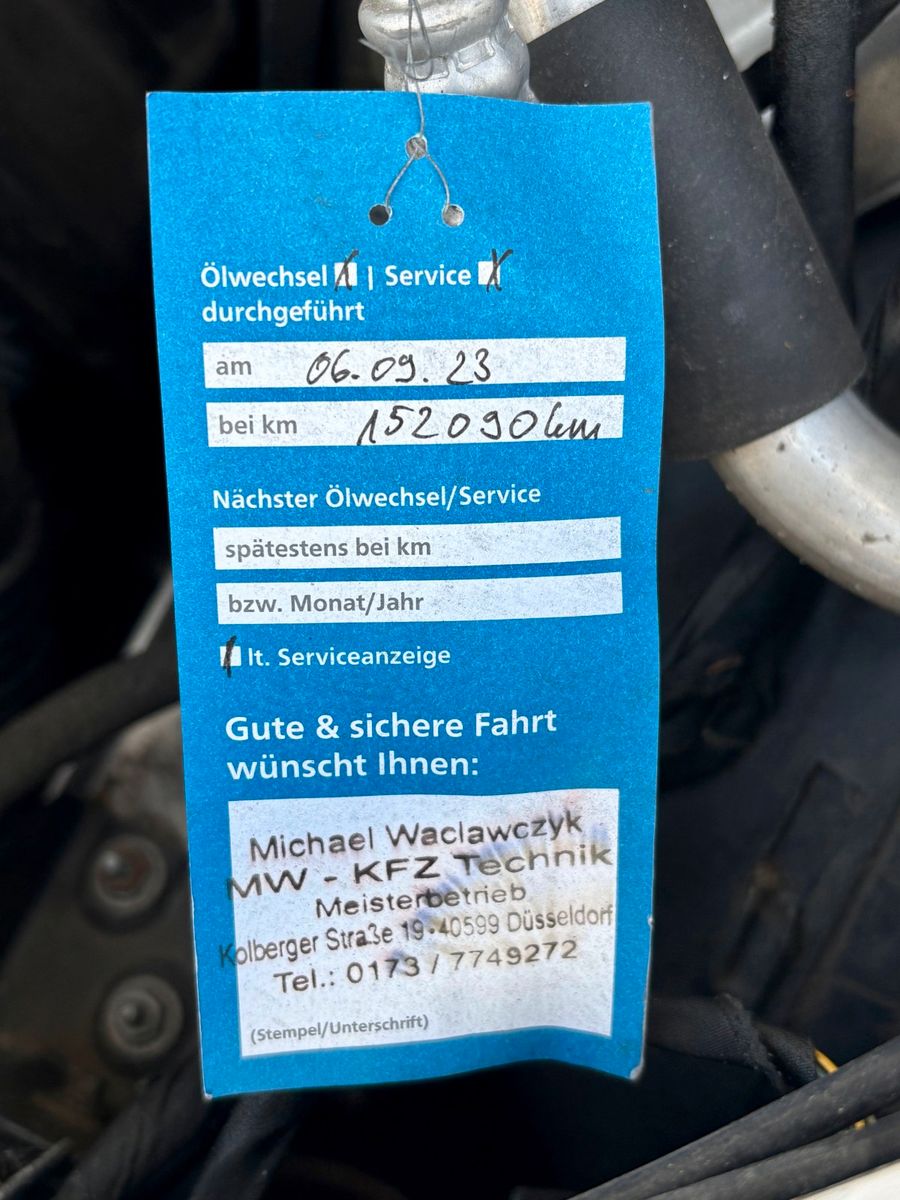 Ölwechsel | Service
durchgeführt
am 06.09.23
bei km 152090km
Nächster Ölwechsel/Service
spätestens bei km
bzw. Monat/Jahr
lt. Serviceanzeige
Gute & sichere Fahrt
wünscht Ihnen:
Michael Waclawczyk
MW - KFZ Technik
Meisterbetrieb
Kolberger Straße 19·40599 Düsseldorf
Tel.: 0173 / 7749272
(Stempel/Unterschrift)